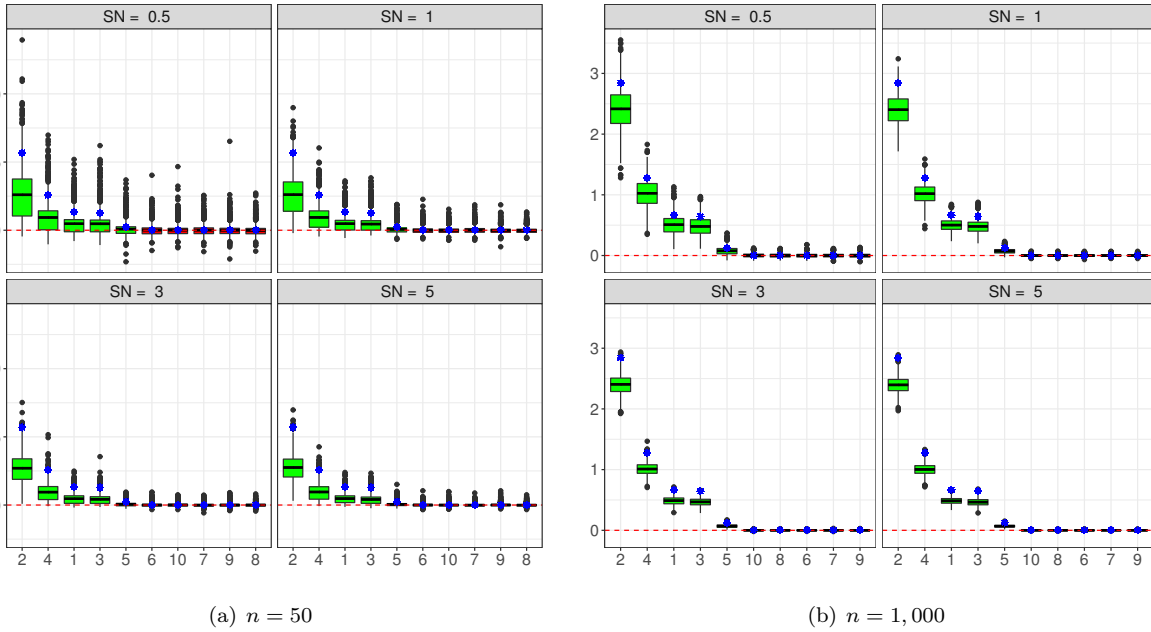 SN = 0.5
SN = 1
SN = 3
SN = 5
2 4 1 3 5 6 10 7 9 8
2 4 1 3 5 6 10 7 9 8
(a) n = 50
SN = 0.5
SN = 1
3
2
1
0
SN = 3
SN = 5
3
2
1
0
2 4 1 3 5 10 8 6 7 9
2 4 1 3 5 10 8 6 7 9
(b) n = 1,000